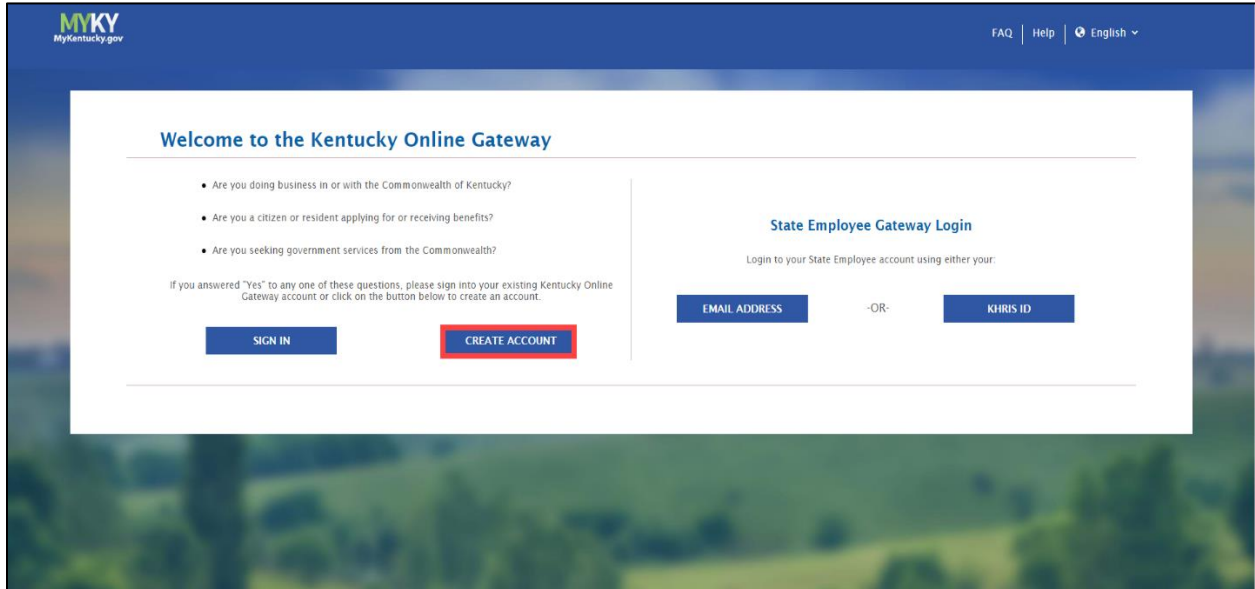 MYKY
MyKentucky.gov
FAQ Help English
Welcome to the Kentucky Online Gateway
• Are you doing business in or with the Commonwealth of Kentucky?
• Are you a citizen or resident applying for or receiving benefits?
• Are you seeking government services from the Commonwealth?
If you answered "Yes" to any one of these questions, please sign into your existing Kentucky Online
Gateway account or click on the button below to create an account.
SIGN IN
CREATE ACCOUNT
State Employee Gateway Login
Login to your State Employee account using either your:
EMAIL ADDRESS
-OR-
KHRIS ID